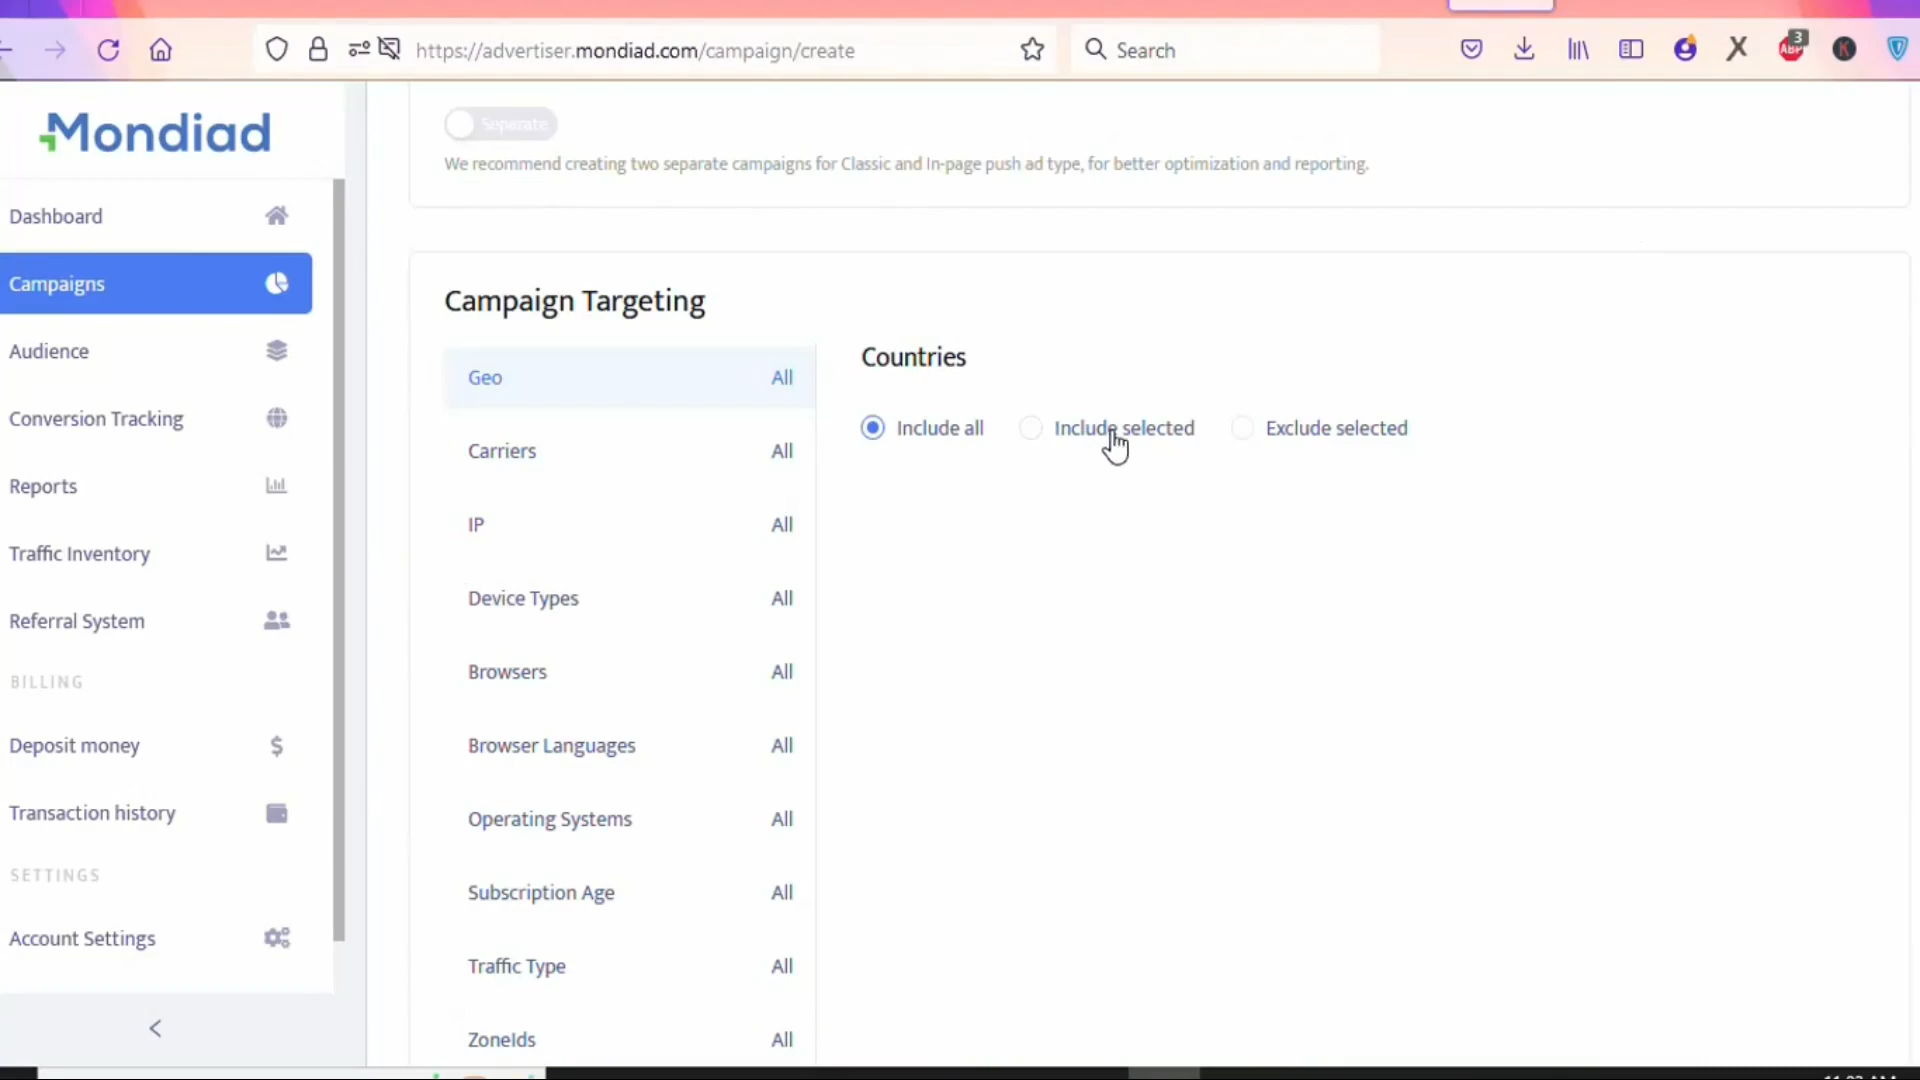 https://advertiser.mondiad.com/campaign/create
Search
3
ABP
K
Mondiad
Separate
We recommend creating two separate campaigns for Classic and In-page push ad type, for better optimization and reporting.
Dashboard
Campaigns
Audience
Conversion Tracking
Reports
Traffic Inventory
Referral System
BILLING
Deposit money
$
Transaction history
SETTINGS
Account Settings
Campaign Targeting
Geo All
Carriers All
IP All
Device Types All
Browsers All
Browser Languages All
Operating Systems All
Subscription Age All
Traffic Type All
ZoneIds All
Countries
Include all Include selected Exclude selected